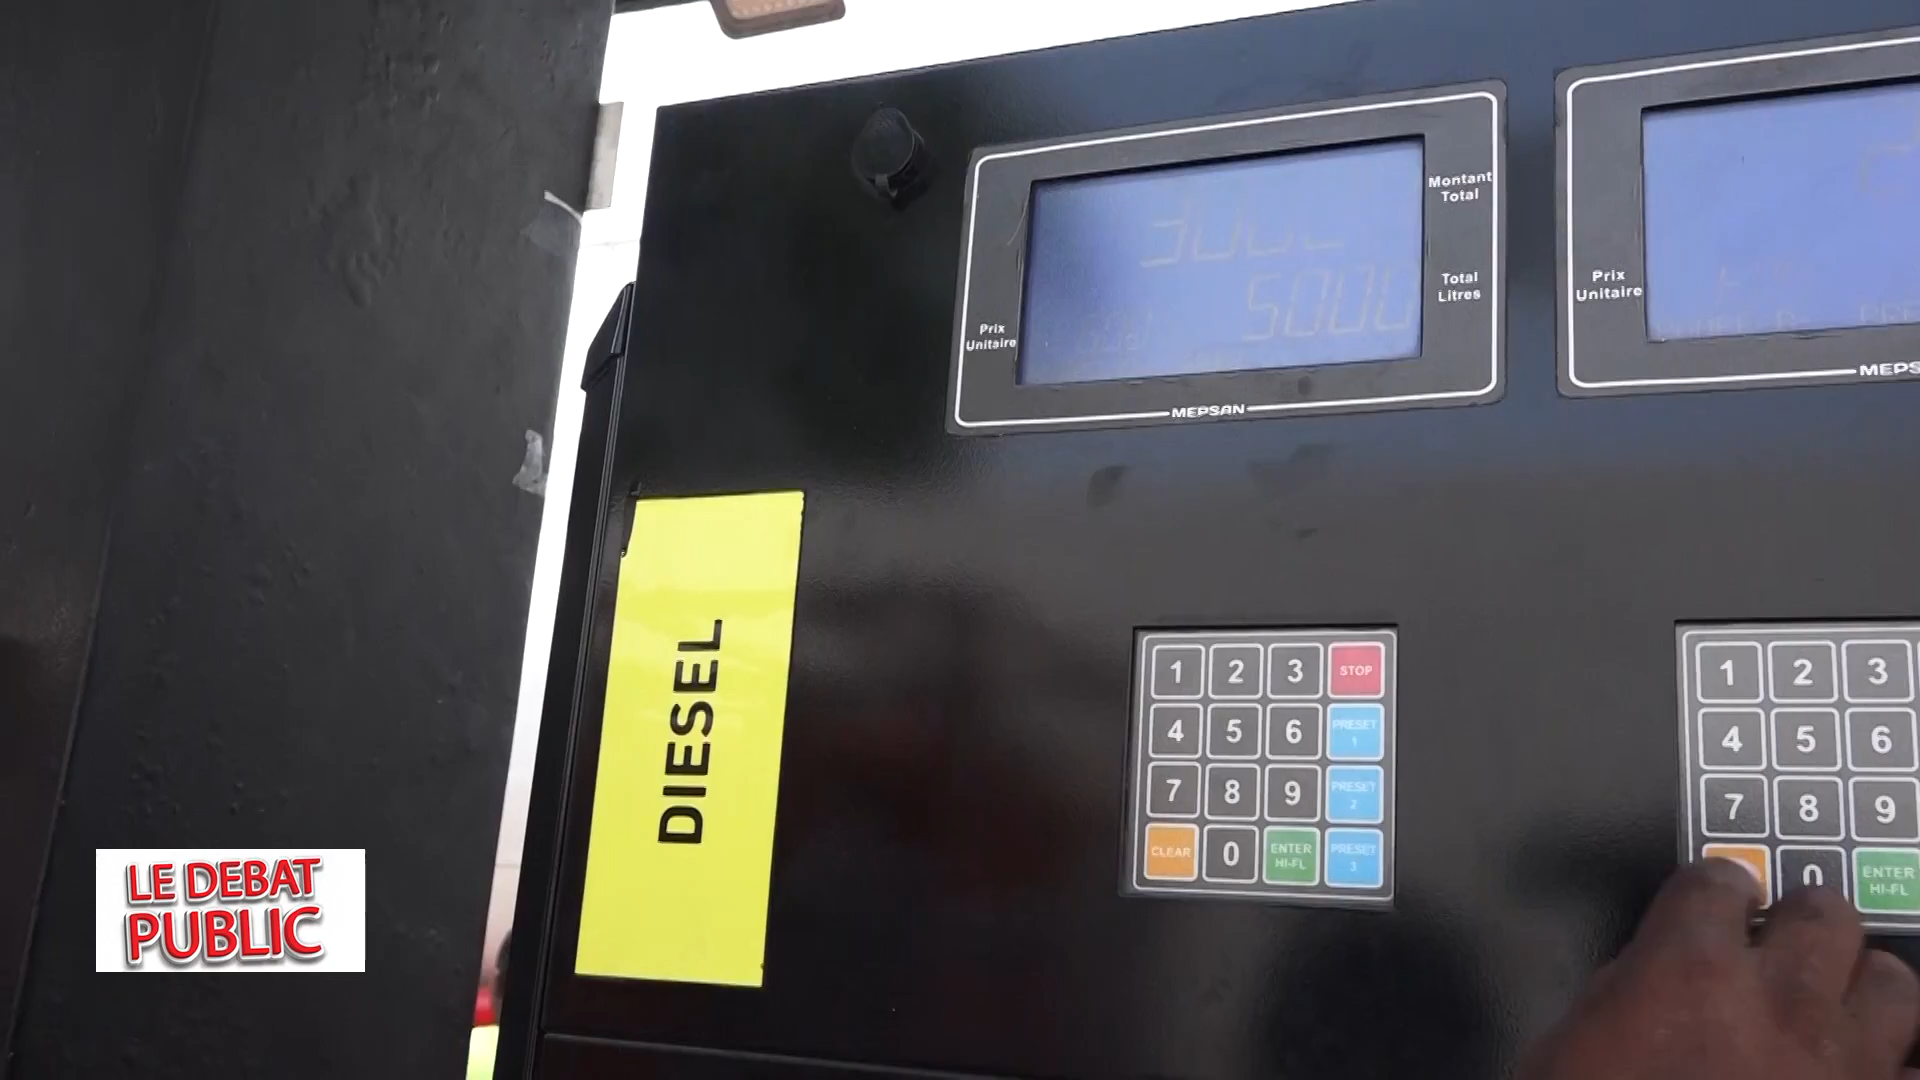 Montant
Total
Total
Litres
Prix
Unitaire
MEPSAN
5000
Prix
Unitaire
DIESEL
1 2 3 STOP
4 5 6 PRESET 1
7 8 9 PRESET 2
CLEAR 0 ENTER HI-FL PRESET 3
1 2 3
4 5 6
7 8 9
0 ENTER HI-FL
LE DEBAT
PUBLIC